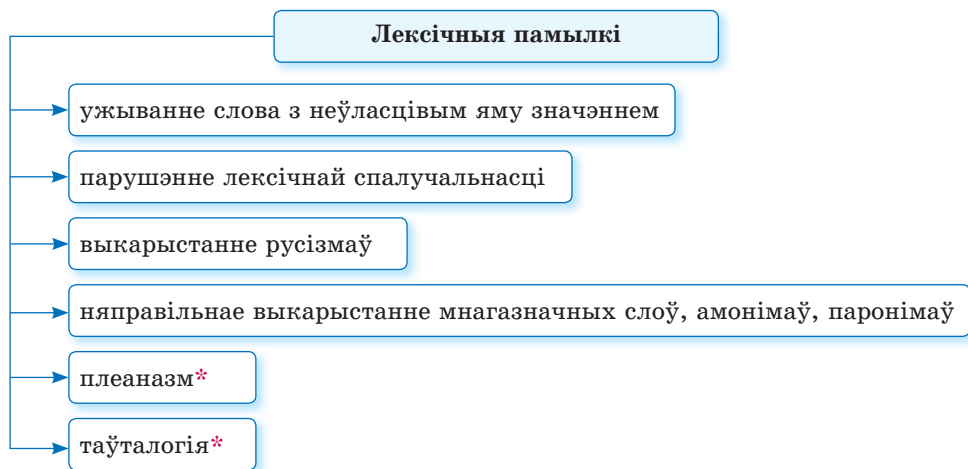 Лексічныя памылкі
ужыванне слова з неўласцівым яму значэннем
парушэнне лексічнай спалучальнасці
выкарыстанне русізмаў
няправільнае выкарыстанне мнагазначных слоў, амонімаў, паронімаў
плеаназм*
таўталогія*